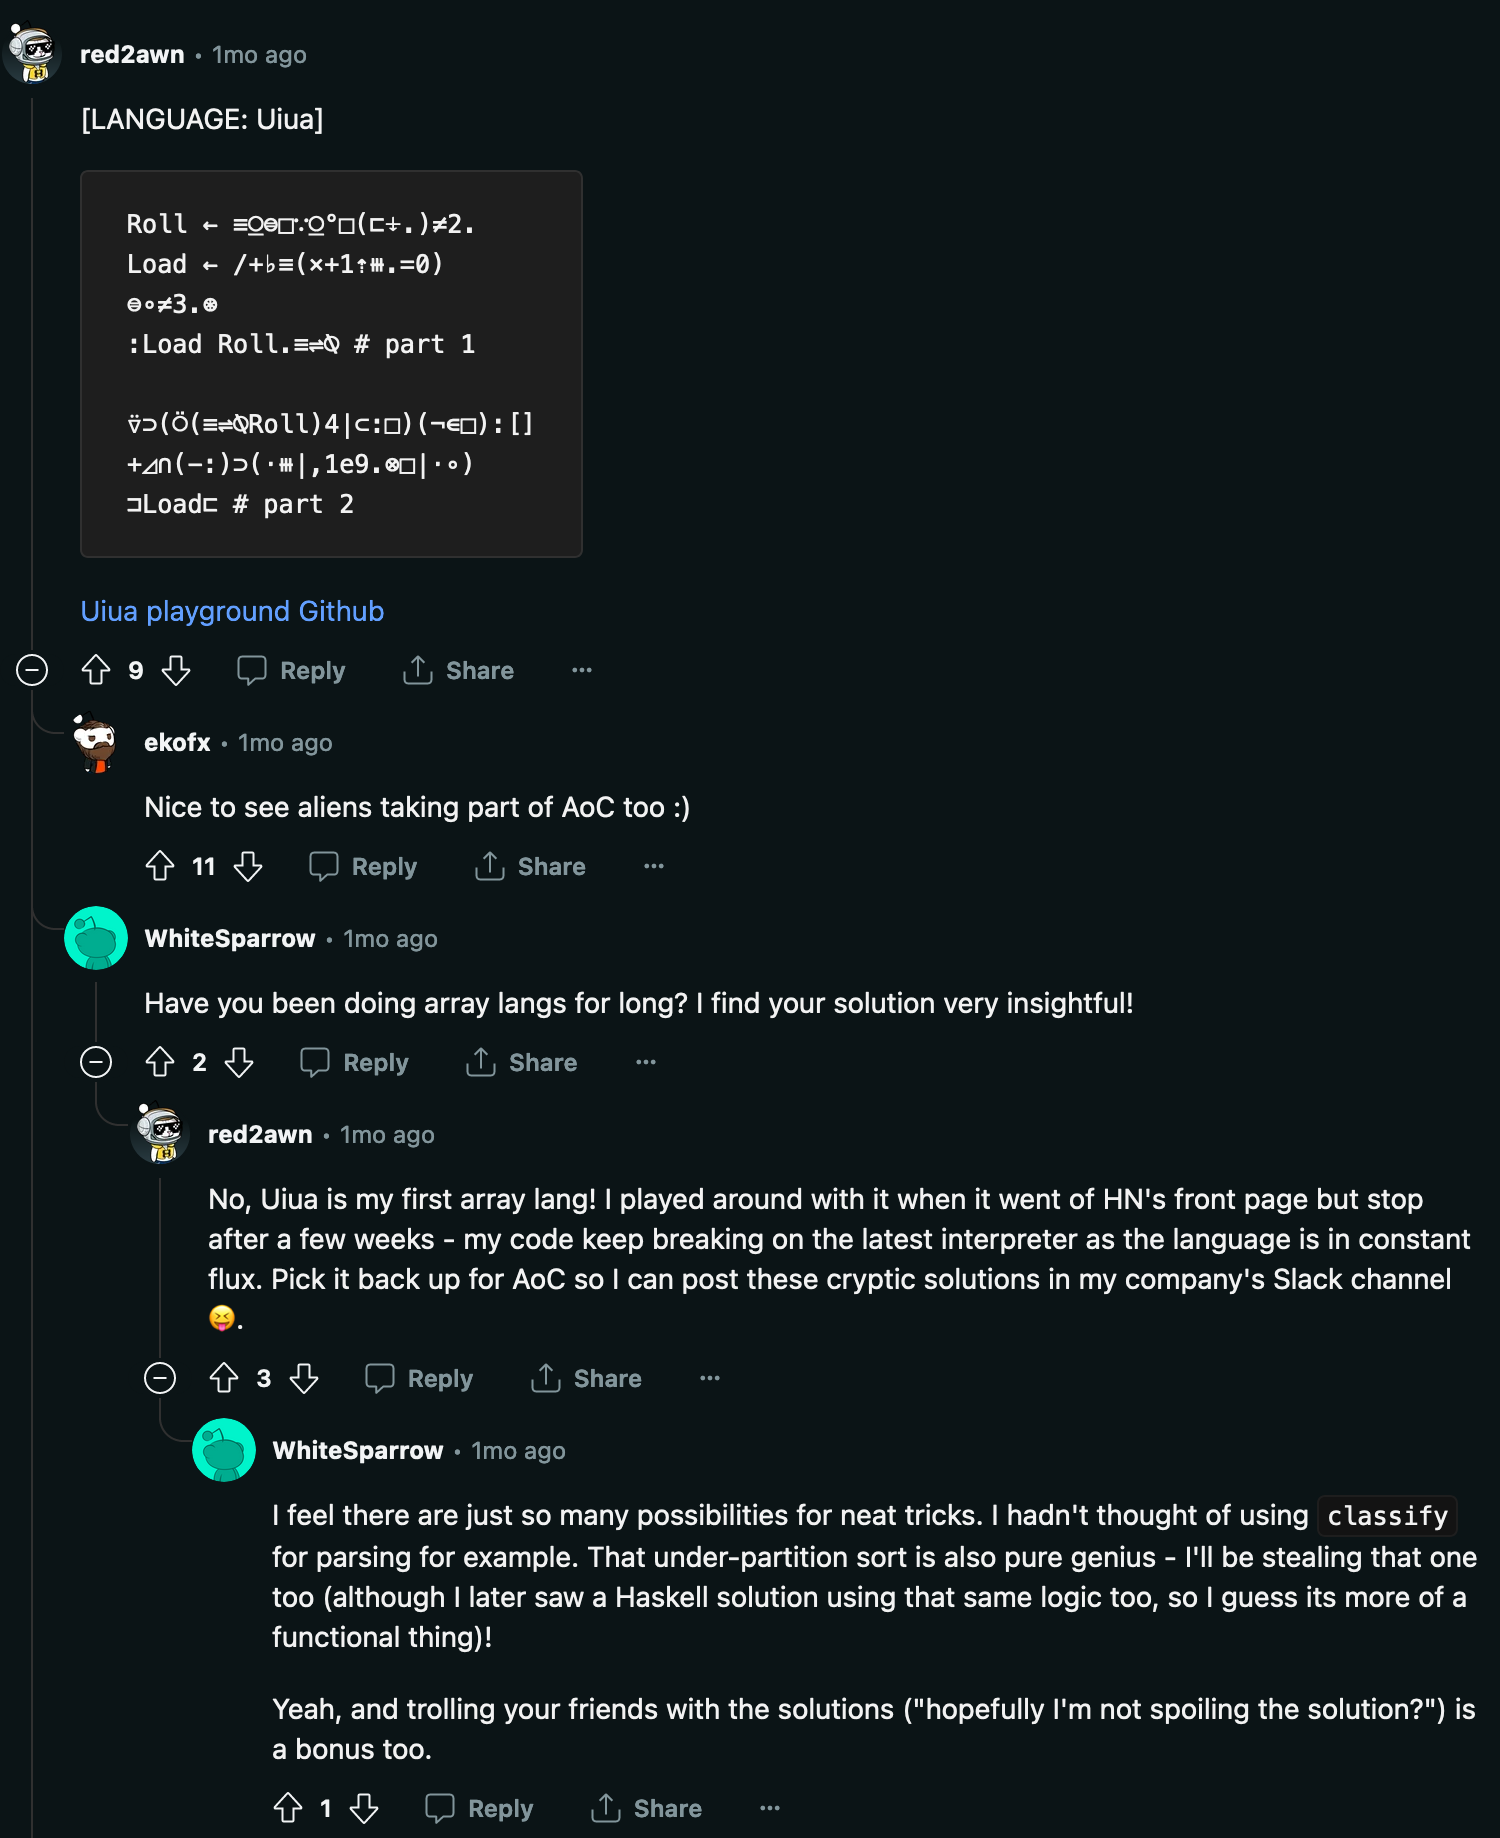 red2awn • 1mo ago
[LANGUAGE: Uiua]
Roll ← ≡⍜⊖□∵⍜°□(⊏⍏.)≠2.
Load ← /+♭≡(×+1⇡⧻.=0)
⊜∘≠3.⊛
:Load Roll.≡⇌⍉ # part 1
⍢⊃(⍥(≡⇌⍉Roll)4|⊂:□)(¬∊□):[]
+◿∩(-:)⊃(·⧻|,1e9.⊗□|·∘)
⊐Load⊏ # part 2
Uiua playground Github
9 Reply Share ···
ekofx • 1mo ago
Nice to see aliens taking part of AoC too :)
11 Reply Share ···
WhiteSparrow • 1mo ago
Have you been doing array langs for long? I find your solution very insightful!
2 Reply Share ···
red2awn • 1mo ago
No, Uiua is my first array lang! I played around with it when it went of HN's front page but stop
after a few weeks - my code keep breaking on the latest interpreter as the language is in constant
flux. Pick it back up for AoC so I can post these cryptic solutions in my company's Slack channel
😝.
3 Reply Share ···
WhiteSparrow • 1mo ago
I feel there are just so many possibilities for neat tricks. I hadn't thought of using classify
for parsing for example. That under-partition sort is also pure genius - I'll be stealing that one
too (although I later saw a Haskell solution using that same logic too, so I guess its more of a
functional thing)!
Yeah, and trolling your friends with the solutions ("hopefully I'm not spoiling the solution?") is
a bonus too.
1 Reply Share ···